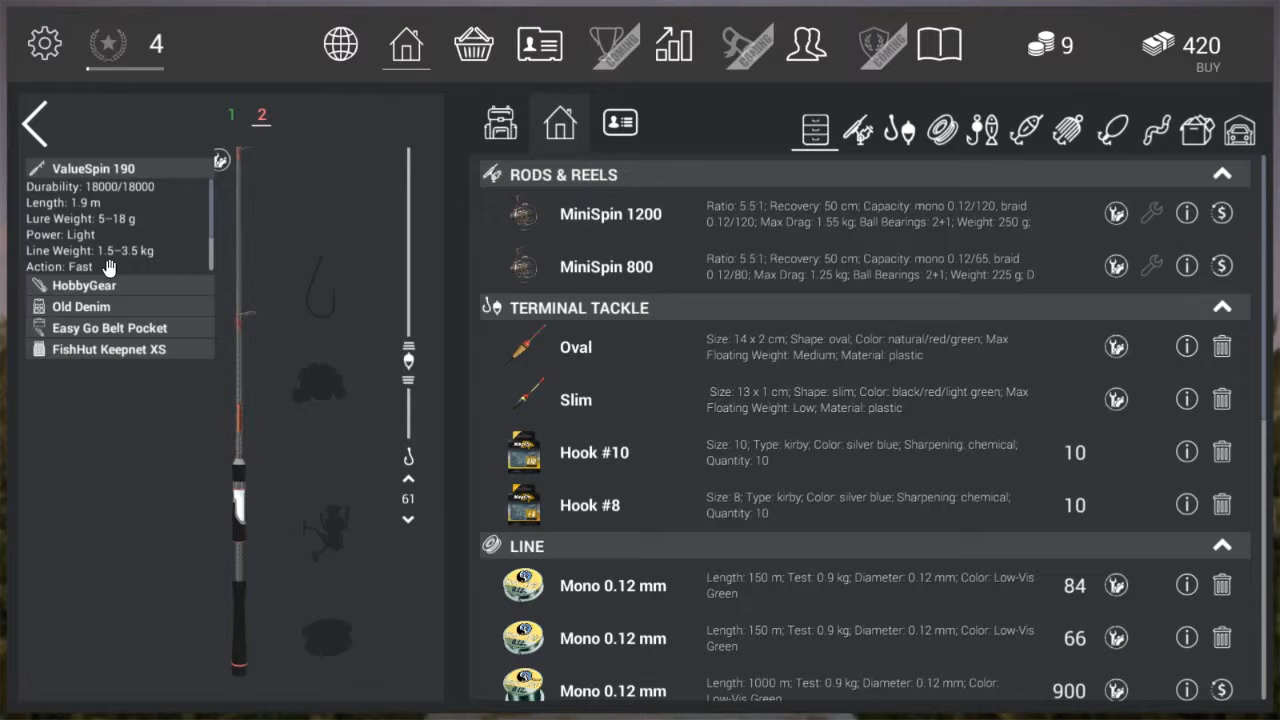 4
COMING
COMING
COMING
9
420
BUY
1 2
ValueSpin 190
Durability: 18000/18000
Length: 1.9 m
Lure Weight: 5–18 g
Power: Light
Line Weight: 1.5–3.5 kg
Action: Fast
HobbyGear
Old Denim
Easy Go Belt Pocket
FishHut Keepnet XS
61
RODS & REELS
MiniSpin 1200
Ratio: 5.5:1; Recovery: 50 cm; Capacity: mono 0.12/120, braid
0.12/120; Max Drag: 1.55 kg; Ball Bearings: 2+1; Weight: 250 g;
MiniSpin 800
Ratio: 5.5:1; Recovery: 50 cm; Capacity: mono 0.12/65, braid
0.12/80; Max Drag: 1.25 kg; Ball Bearings: 2+1; Weight: 225 g; D
TERMINAL TACKLE
Oval
Size: 14 x 2 cm; Shape: oval; Color: natural/red/green; Max
Floating Weight: Medium; Material: plastic
Slim
Size: 13 x 1 cm; Shape: slim; Color: black/red/light green; Max
Floating Weight: Low; Material: plastic
Hook #10
Size: 10; Type: kirby; Color: silver blue; Sharpening: chemical;
Quantity: 10
10
Hook #8
Size: 8; Type: kirby; Color: silver blue; Sharpening: chemical;
Quantity: 10
10
LINE
Mono 0.12 mm
Length: 150 m; Test: 0.9 kg; Diameter: 0.12 mm; Color: Low-Vis
Green
84
Mono 0.12 mm
Length: 150 m; Test: 0.9 kg; Diameter: 0.12 mm; Color: Low-Vis
Green
66
Mono 0.12 mm
Length: 1000 m; Test: 0.9 kg; Diameter: 0.12 mm; Color:
Low-Vis Green
900